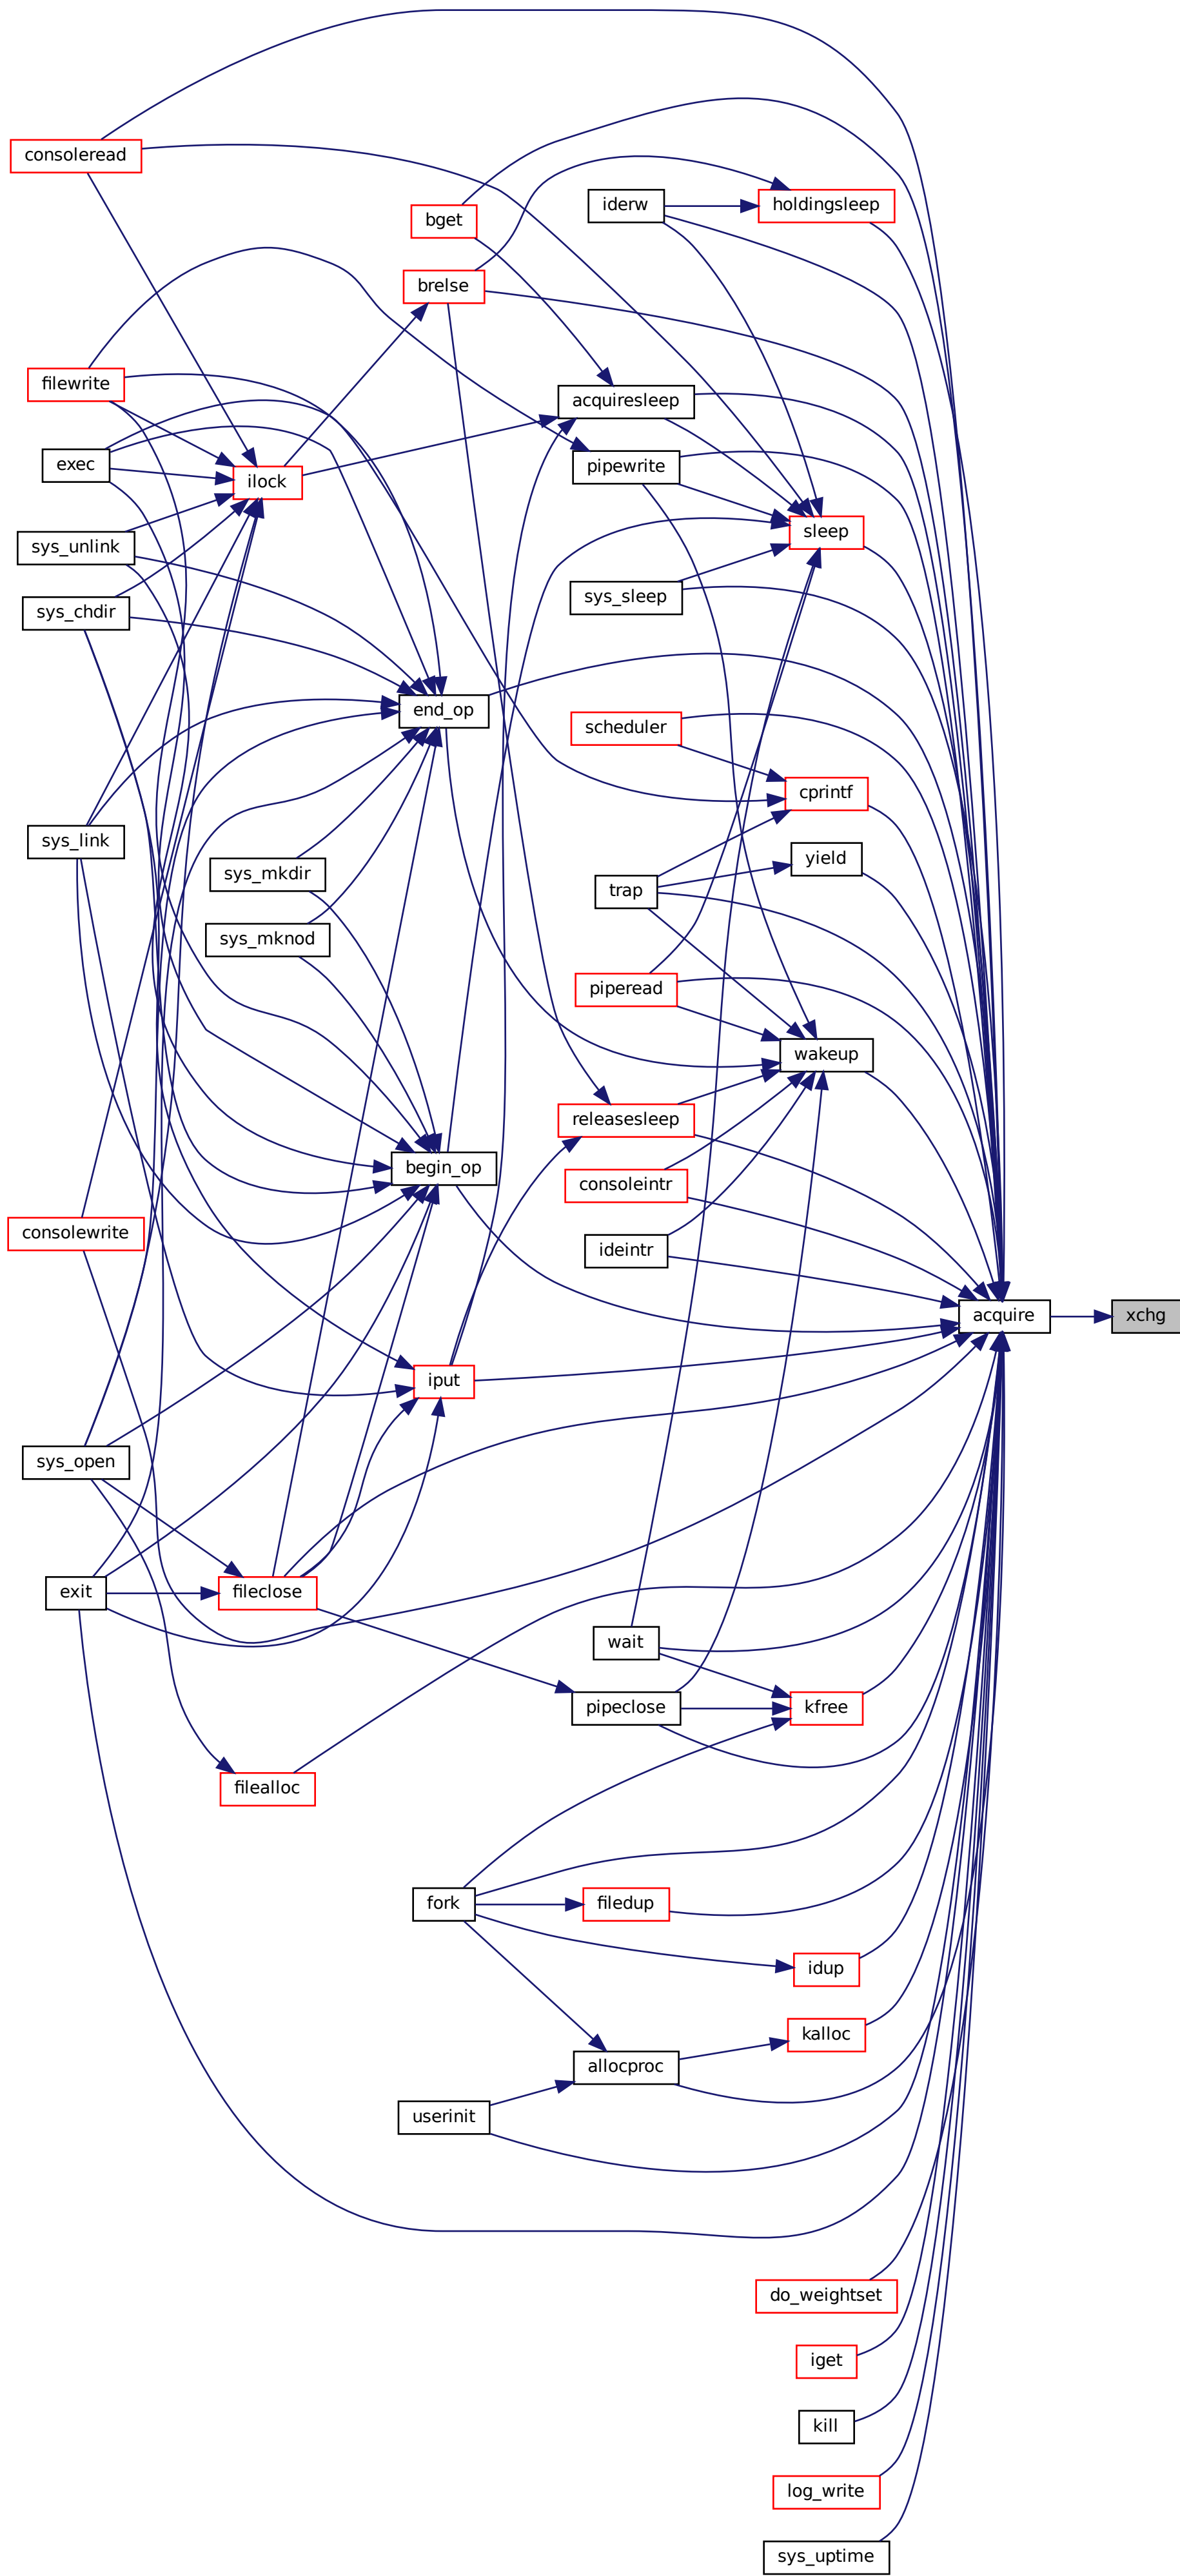 consoleread
iderw
holdingsleep
bget
brelse
filewrite
acquiresleep
exec
pipewrite
ilock
sleep
sys_unlink
sys_sleep
sys_chdir
end_op
scheduler
cprintf
sys_link
yield
sys_mkdir
trap
sys_mknod
piperead
wakeup
releasesleep
begin_op
consoleintr
consolewrite
ideintr
acquire
xchg
iput
sys_open
exit
fileclose
wait
pipeclose
kfree
filealloc
fork
filedup
idup
kalloc
allocproc
userinit
do_weightset
iget
kill
log_write
sys_uptime